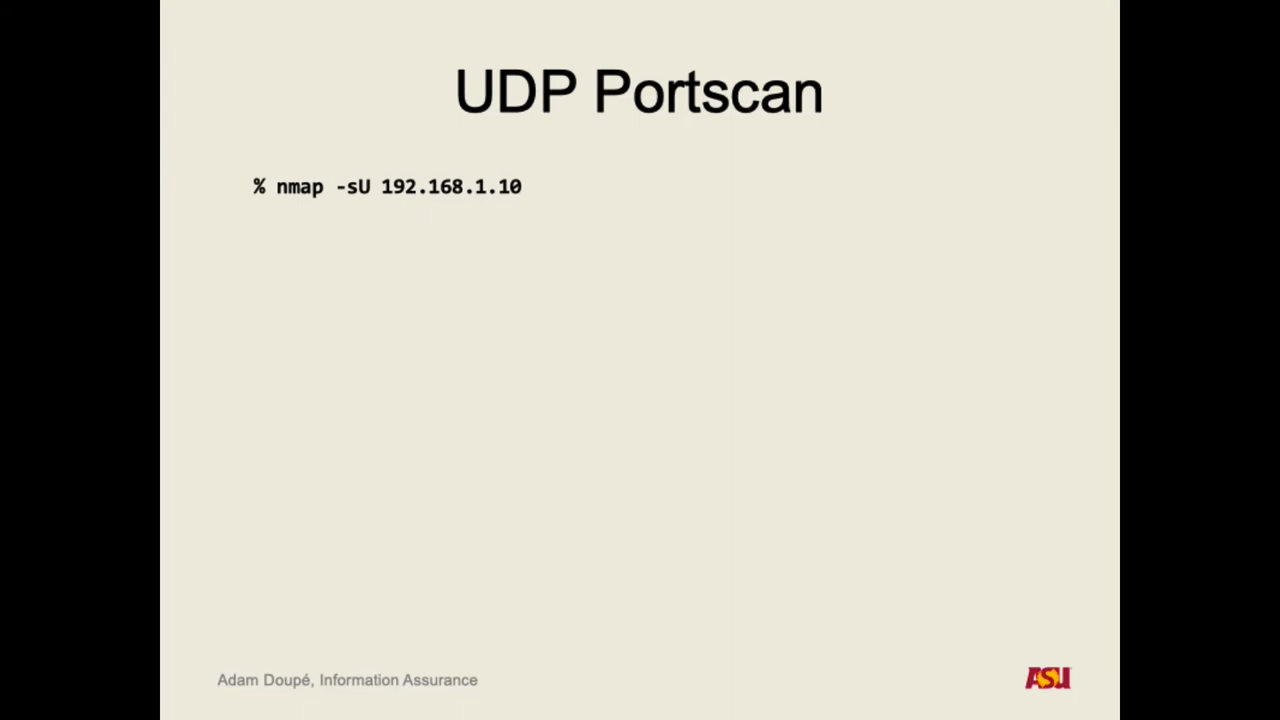 UDP Portscan
% nmap -sU 192.168.1.10
Adam Doupé, Information Assurance
ASU